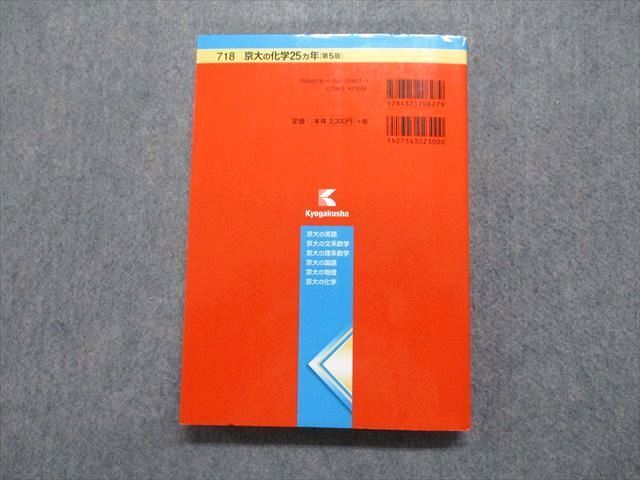 718 京大の化学25カ年[第5版]
9784325206279
定価 本体 2,300円 +税
1927343023000
Kyogakusha
京大の英語
京大の文系数学
京大の理系数学
京大の国語
京大の物理
京大の化学